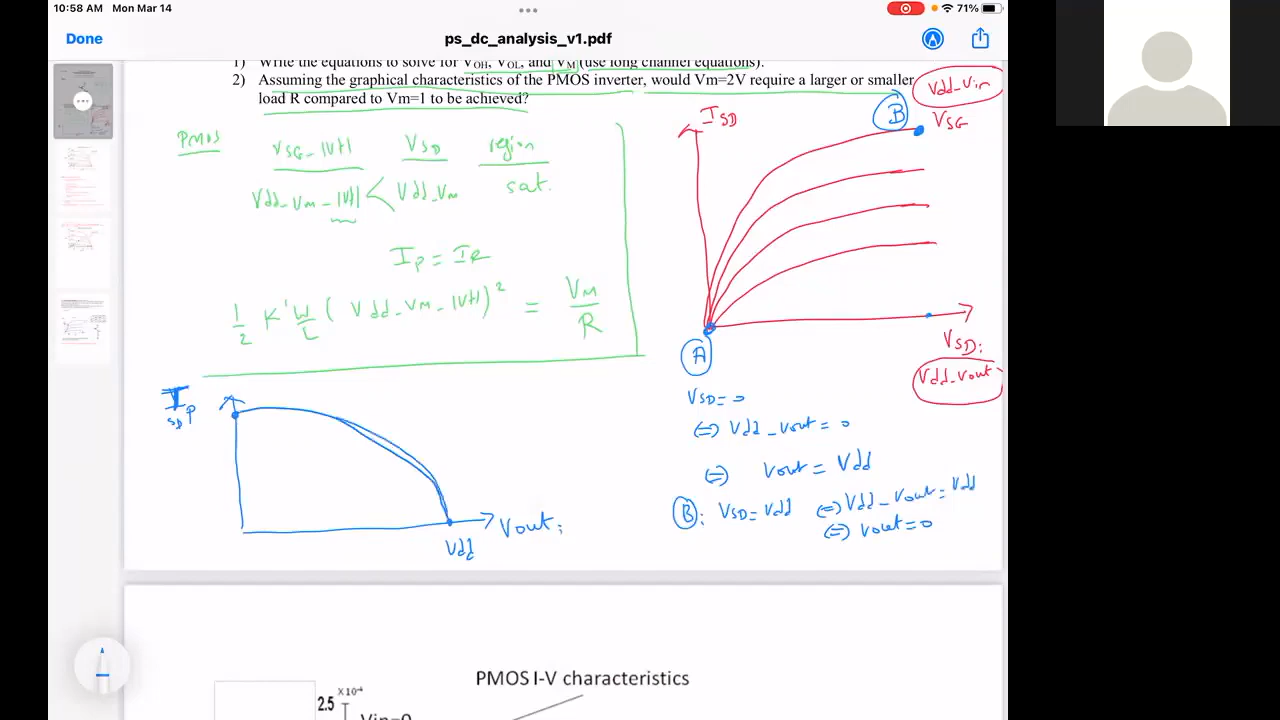 10:58 AM Mon Mar 14
71%
Done
ps_dc_analysis_v1.pdf
1) Write the equations to solve for VOH, VOL, and VM (use long channel equations).
2) Assuming the graphical characteristics of the PMOS inverter, would Vm=2V require a larger or smaller
load R compared to Vm=1 to be achieved?
PMOS
VSG-|Vt| VSD region
Vdd-Vm-|Vt| < Vdd-Vm sat.
IP = IR
1/2 K' W/L (Vdd-VM-|Vt|)² = VM/R
ISD
B
Vdd-Vin
VSG
A
VSD:
Vdd-Vout
ISDP
Vout:
Vdd
VSD=0
⇔ Vdd-Vout=0
⇔ Vout=Vdd
B: VSD=Vdd ⇔ Vdd-Vout=Vdd
⇔ Vout=0
PMOS I-V characteristics
2.5 X10⁻⁴
Vin=0